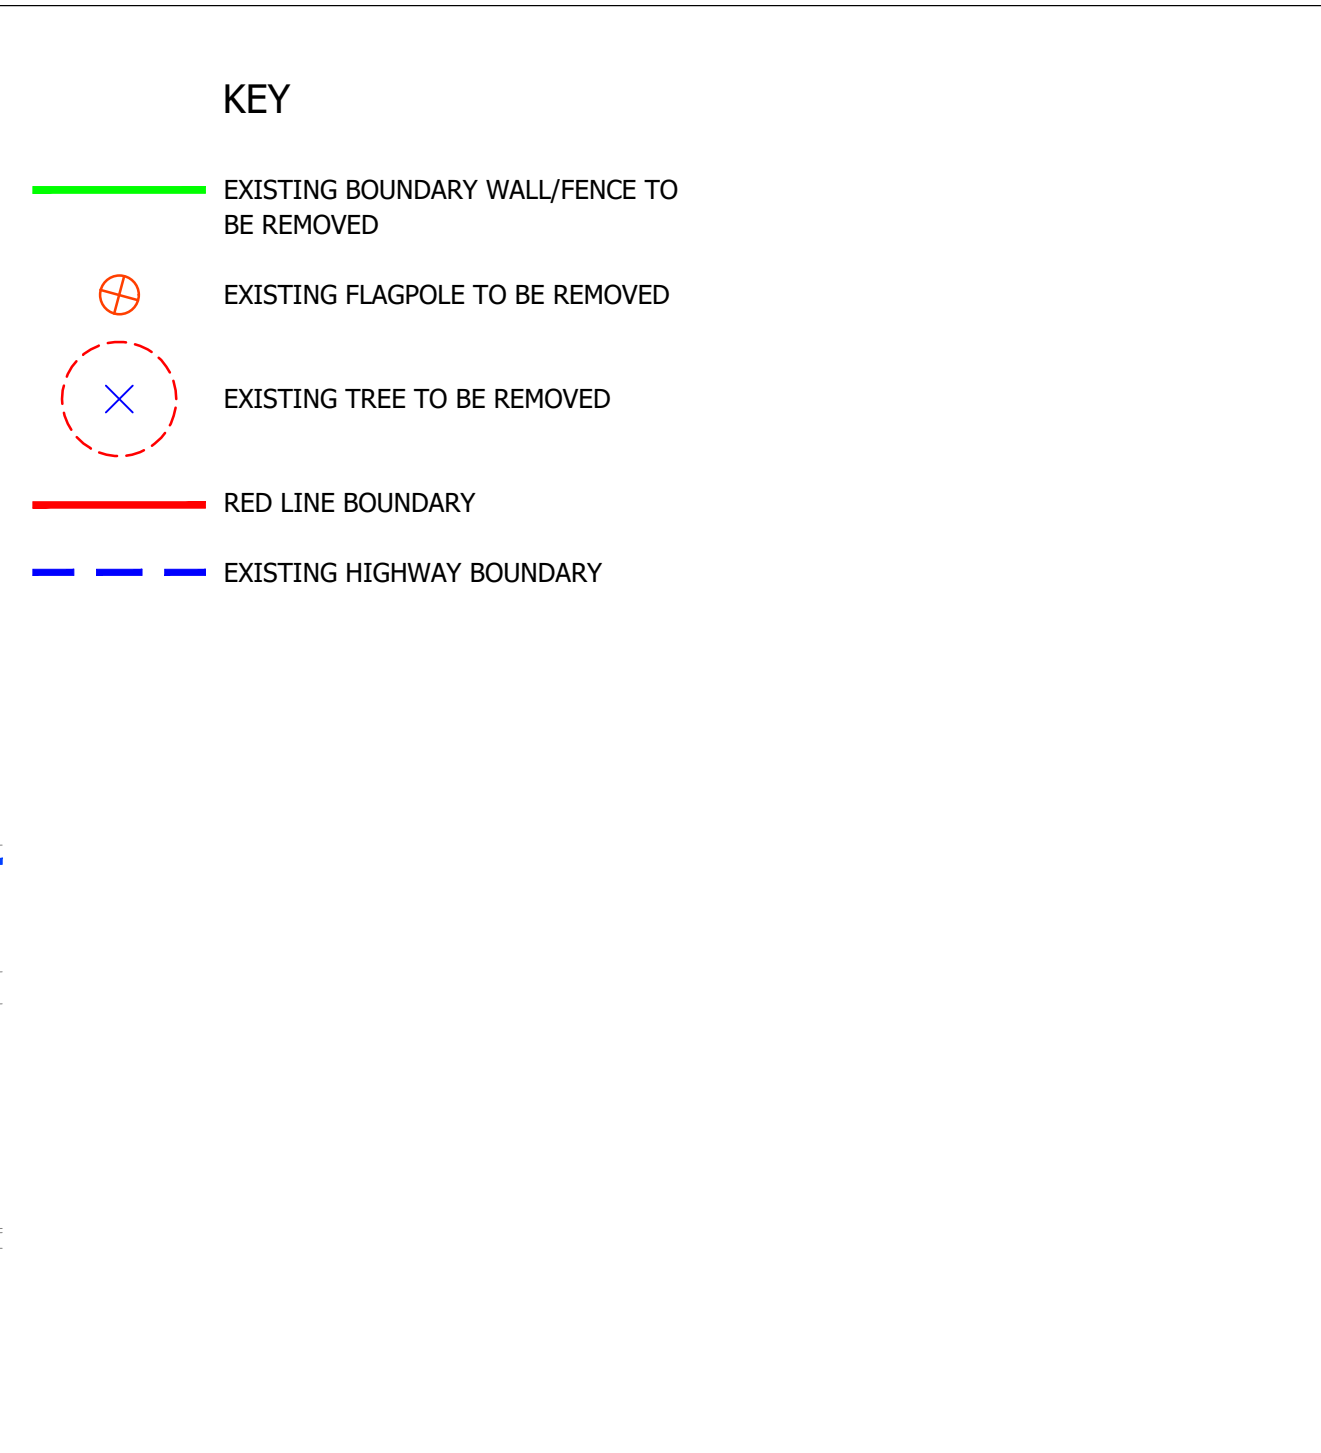 KEY
EXISTING BOUNDARY WALL/FENCE TO
BE REMOVED
EXISTING FLAGPOLE TO BE REMOVED
EXISTING TREE TO BE REMOVED
RED LINE BOUNDARY
EXISTING HIGHWAY BOUNDARY